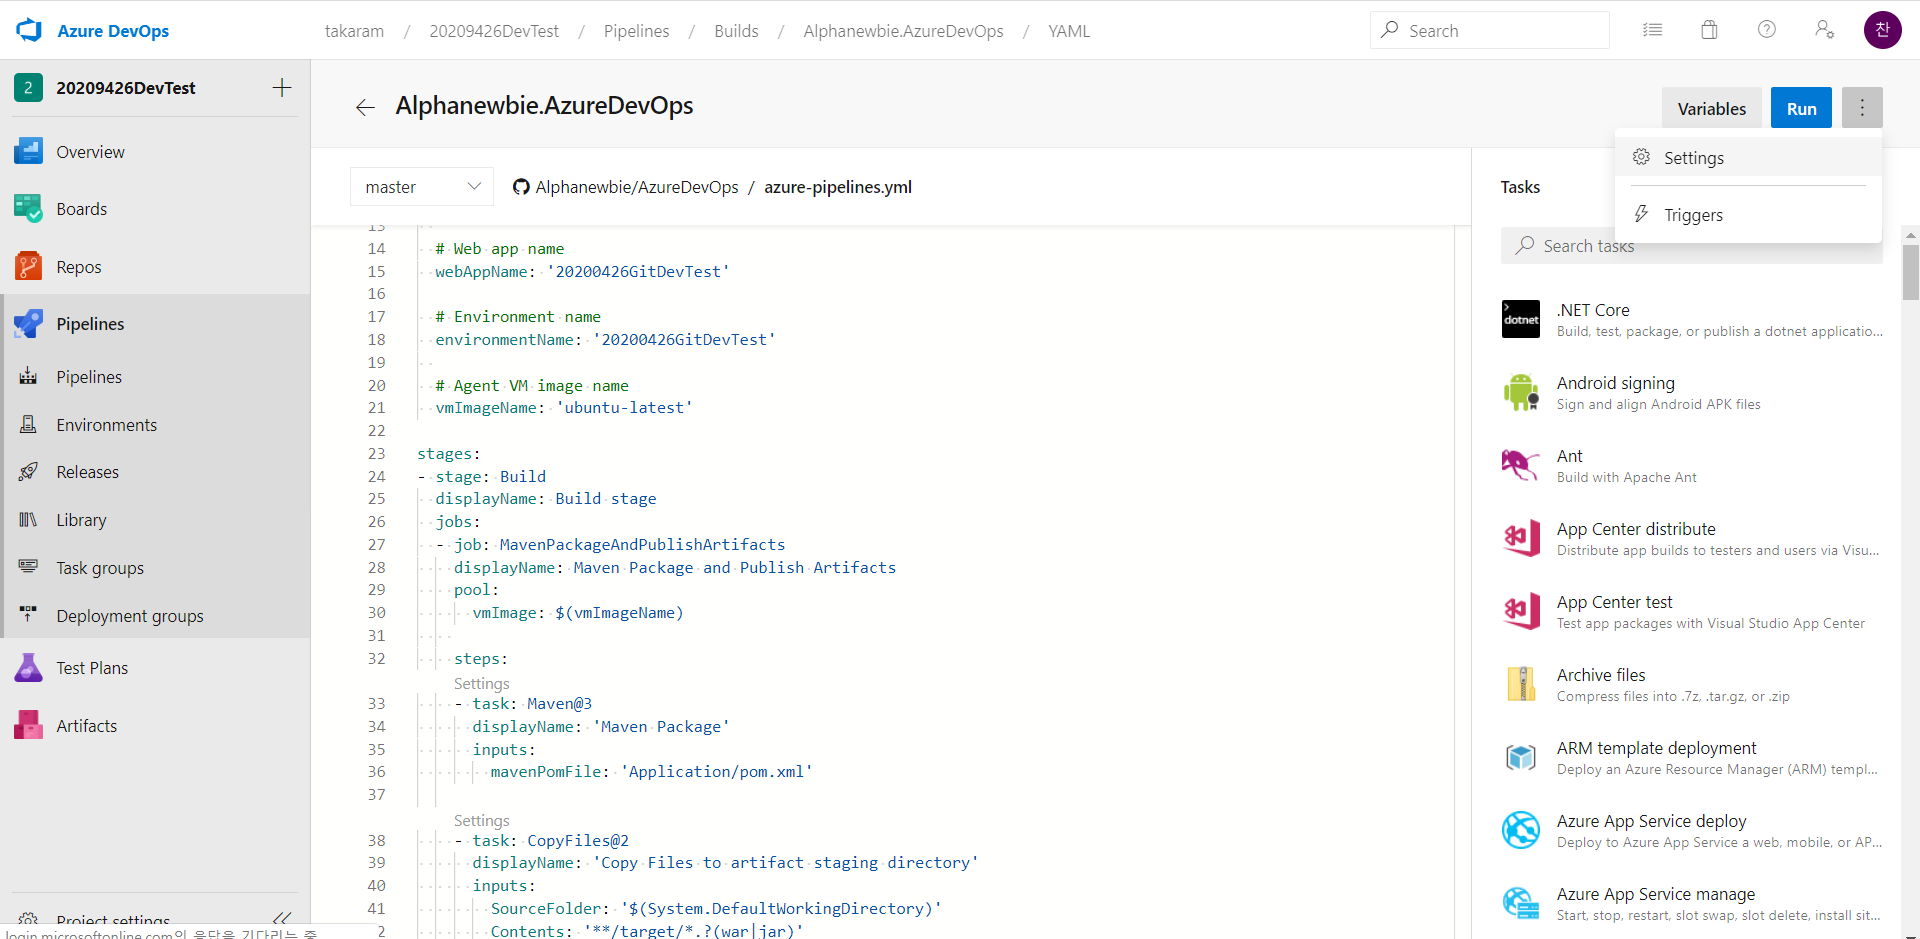 Azure DevOps
takaram / 20209426DevTest / Pipelines / Builds / Alphanewbie.AzureDevOps / YAML
Search
찬
2 20209426DevTest
Overview
Boards
Repos
Pipelines
Pipelines
Environments
Releases
Library
Task groups
Deployment groups
Test Plans
Artifacts
Project settings
login.microsoftonline.com의 응답을 기다리는 중
Alphanewbie.AzureDevOps
Variables
Run
Settings
Triggers
master
Alphanewbie/AzureDevOps / azure-pipelines.yml
13
14 # Web app name
15 webAppName: '20200426GitDevTest'
16
17 # Environment name
18 environmentName: '20200426GitDevTest'
19
20 # Agent VM image name
21 vmImageName: 'ubuntu-latest'
22
23 stages:
24 - stage: Build
25 displayName: Build stage
26 jobs:
27 - job: MavenPackageAndPublishArtifacts
28 displayName: Maven Package and Publish Artifacts
29 pool:
30 vmImage: $(vmImageName)
31
32 steps:
Settings
33 - task: Maven@3
34 displayName: 'Maven Package'
35 inputs:
36 mavenPomFile: 'Application/pom.xml'
37
Settings
38 - task: CopyFiles@2
39 displayName: 'Copy Files to artifact staging directory'
40 inputs:
41 SourceFolder: '$(System.DefaultWorkingDirectory)'
2 Contents: '**/target/*.?(war|jar)'
Tasks
Search tasks
dotnet
.NET Core
Build, test, package, or publish a dotnet applicatio...
Android signing
Sign and align Android APK files
Ant
Build with Apache Ant
App Center distribute
Distribute app builds to testers and users via Visu...
App Center test
Test app packages with Visual Studio App Center
Archive files
Compress files into .7z, .tar.gz, or .zip
ARM template deployment
Deploy an Azure Resource Manager (ARM) templ...
Azure App Service deploy
Deploy to Azure App Service a web, mobile, or AP...
Azure App Service manage
Start, stop, restart, slot swap, slot delete, install sit...